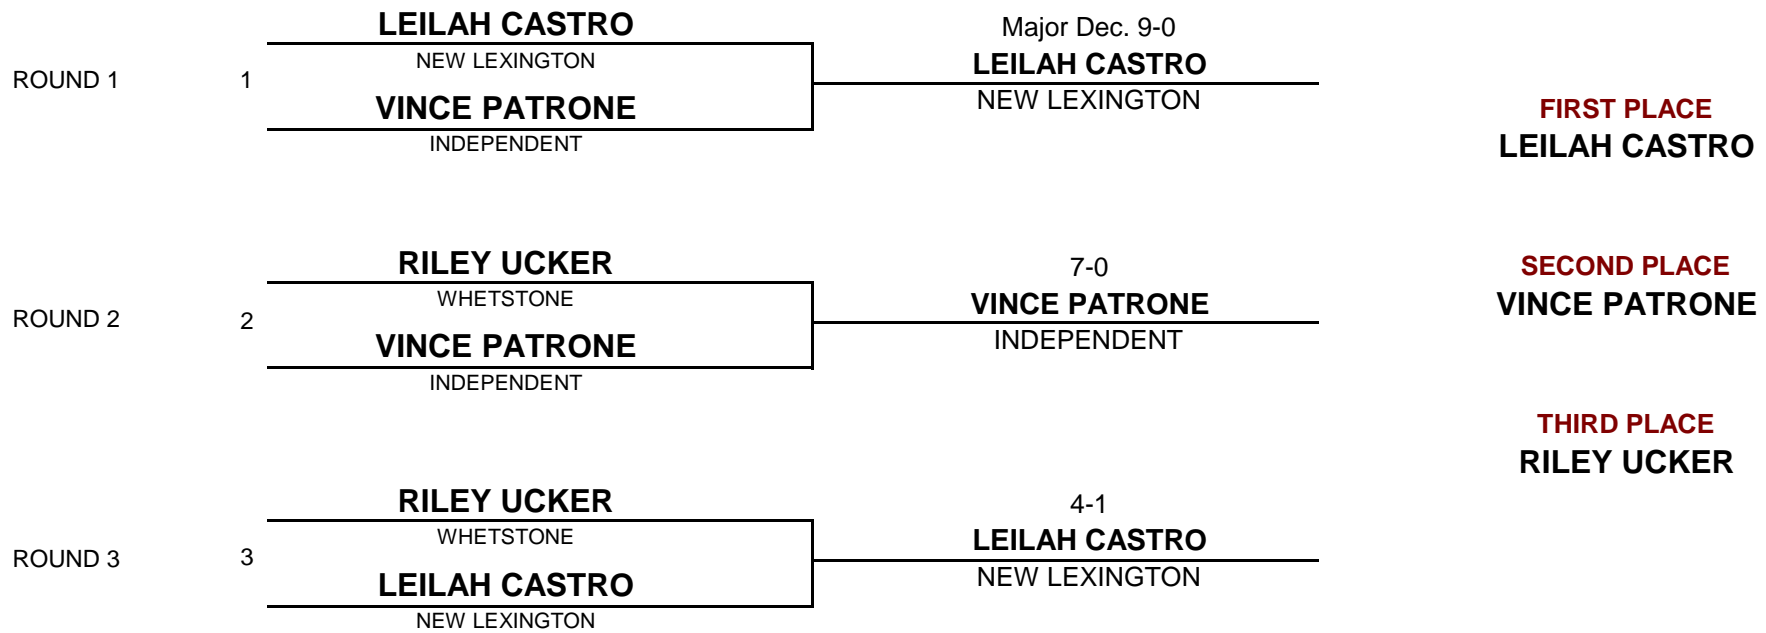 LEILAH CASTRO
NEW LEXINGTON
ROUND 1
1
VINCE PATRONE
INDEPENDENT
Major Dec. 9-0
LEILAH CASTRO
NEW LEXINGTON
FIRST PLACE
LEILAH CASTRO
RILEY UCKER
WHETSTONE
ROUND 2
2
VINCE PATRONE
INDEPENDENT
7-0
VINCE PATRONE
INDEPENDENT
SECOND PLACE
VINCE PATRONE
THIRD PLACE
RILEY UCKER
RILEY UCKER
WHETSTONE
ROUND 3
3
LEILAH CASTRO
NEW LEXINGTON
4-1
LEILAH CASTRO
NEW LEXINGTON